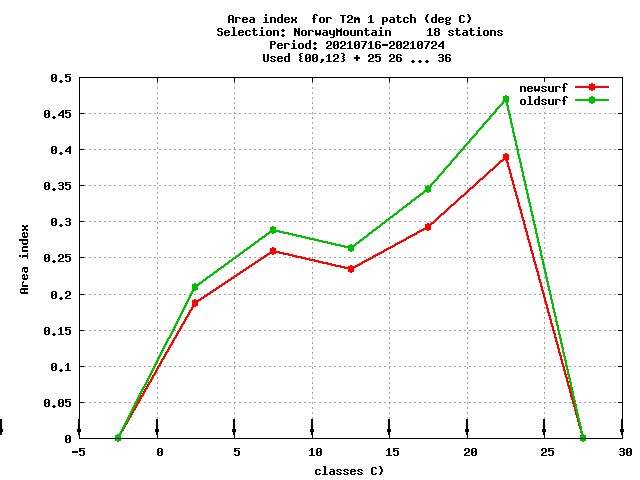 Area index  for T2m 1 patch (deg C)
Selection: NorwayMountain     18 stations
Period: 20210716-20210724
Used {00,12} + 25 26 ... 36
0.5
newsurf
oldsurf
0.45
0.4
0.35
0.3
0.25
0.2
0.15
0.1
0.05
0
Area index
-5 0 5 10 15 20 25 30
classes C)